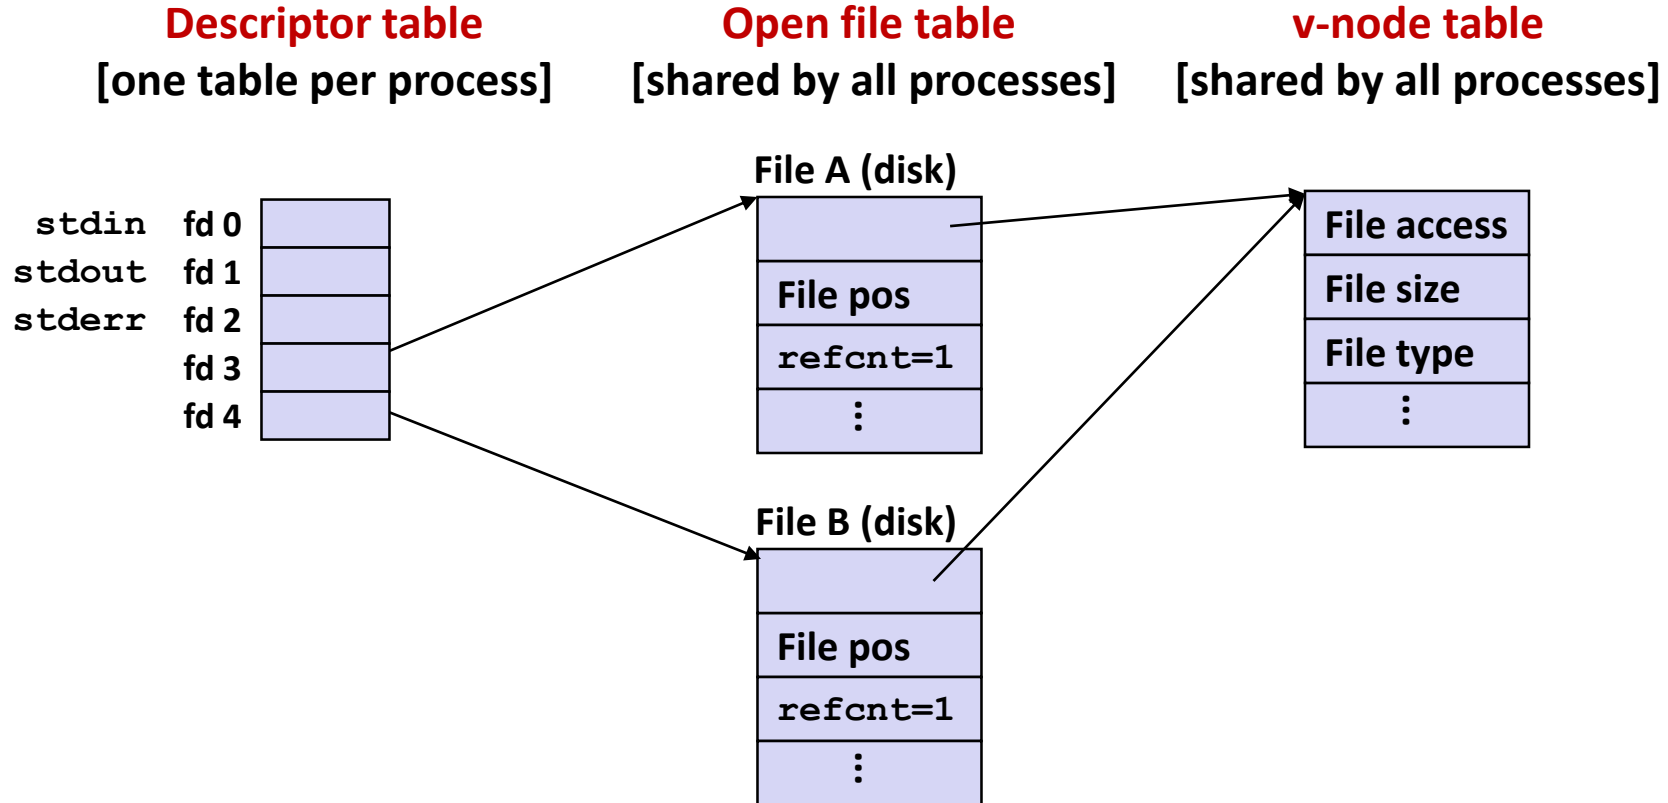 Descriptor table
[one table per process]
Open file table
[shared by all processes]
v-node table
[shared by all processes]
stdin fd 0
stdout fd 1
stderr fd 2
fd 3
fd 4
File A (disk)
File pos
refcnt=1
⋮
File B (disk)
File pos
refcnt=1
⋮
File access
File size
File type
⋮